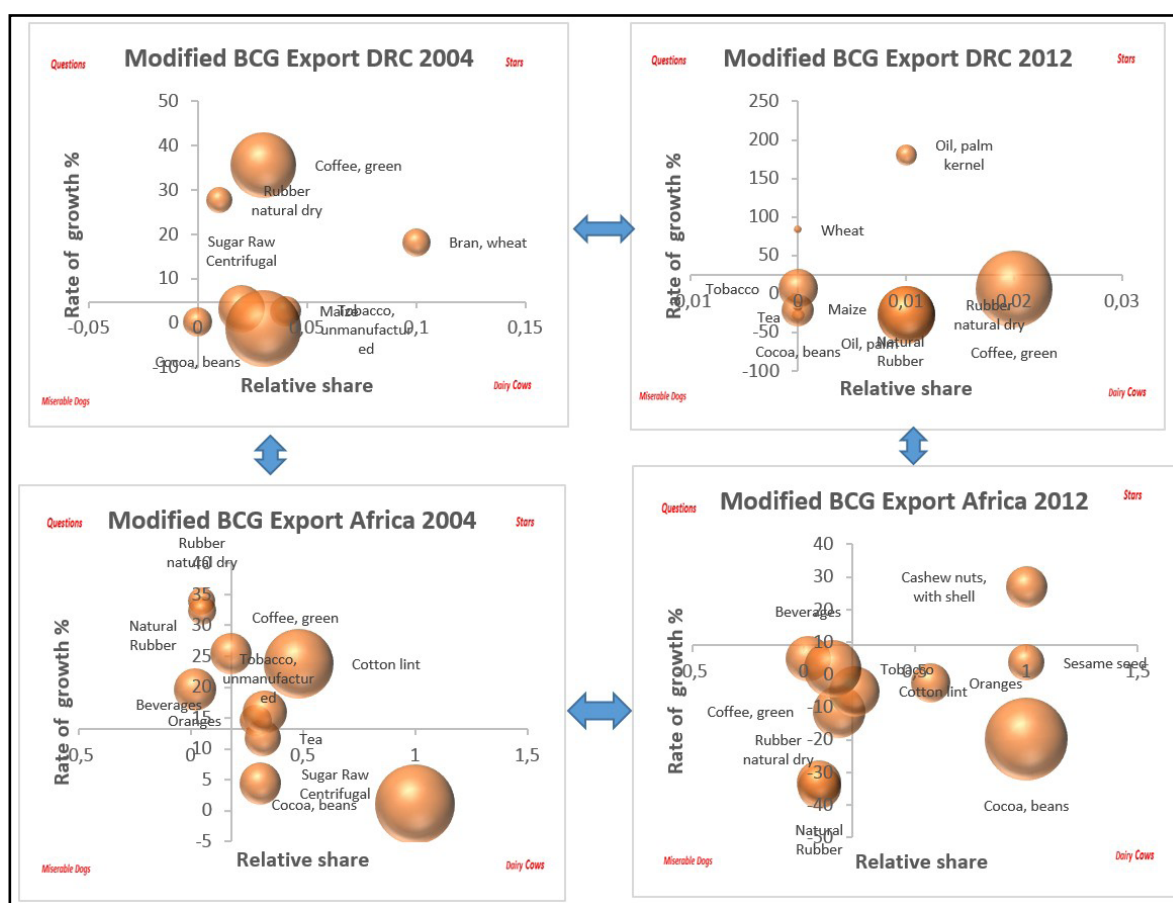 Modified BCG Export DRC 2004
Questions
Stars
50
40
30
20
10
0
-10
-0,05
0
0,05
0,1
0,15
Rate of growth %
Coffee, green
Rubber
natural dry
Sugar Raw
Centrifugal
Bran, wheat
Maize
Tobacco,
unmanufactur
ed
Cocoa, beans
Relative share
Miserable Dogs
Dairy Cows
Modified BCG Export DRC 2012
Questions
Stars
250
200
150
100
50
0
-50
-100
-0,01
0
0,01
0,02
0,03
Rate of growth %
Oil, palm
kernel
Wheat
Tobacco
Maize
Tea
Rubber
natural dry
Cocoa, beans
Oil, palm
Natural
Rubber
Coffee, green
Relative share
Miserable Dogs
Dairy Cows
Modified BCG Export Africa 2004
Questions
Stars
40
35
30
25
20
15
10
5
0
-5
0,5
0
0,5
1
1,5
Rate of growth %
Rubber
natural dry
Natural
Rubber
Coffee, green
Cotton lint
Tobacco,
unmanufactur
ed
Beverages
Oranges
Tea
Sugar Raw
Centrifugal
Cocoa, beans
Relative share
Miserable Dogs
Dairy Cows
Modified BCG Export Africa 2012
Questions
Stars
40
30
20
10
0
-10
-20
-30
-40
-50
0,5
0
0,5
1
1,5
Rate of growth %
Cashew nuts,
with shell
Beverages
Tobacco
Sesame seed
Cotton lint
Oranges
Coffee, green
Rubber
natural dry
Cocoa, beans
Natural
Rubber
Relative share
Miserable Dogs
Dairy Cows